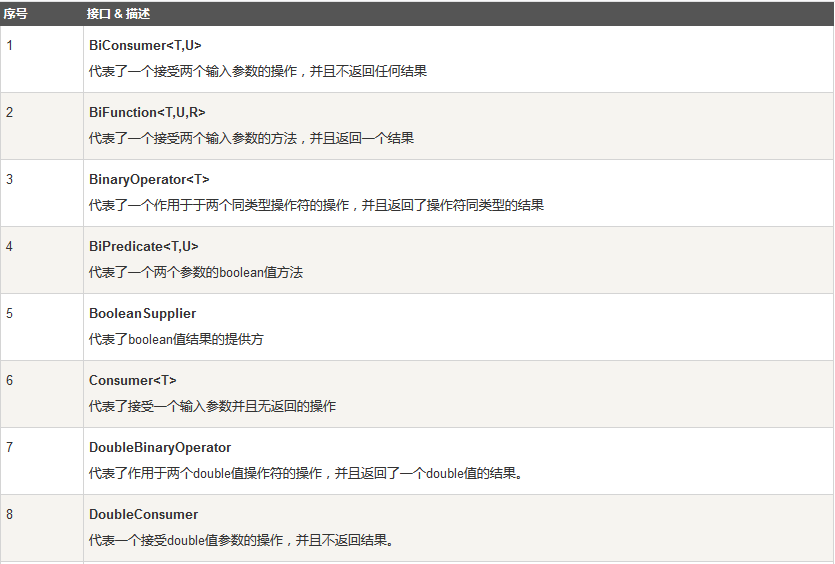 序号 接口 & 描述
1 BiConsumer<T,U>
代表了一个接受两个输入参数的操作，并且不返回任何结果
2 BiFunction<T,U,R>
代表了一个接受两个输入参数的方法，并且返回一个结果
3 BinaryOperator<T>
代表了一个作用于于两个同类型操作符的操作，并且返回了操作符同类型的结果
4 BiPredicate<T,U>
代表了一个两个参数的boolean值方法
5 BooleanSupplier
代表了boolean值结果的提供方
6 Consumer<T>
代表了接受一个输入参数并且无返回的操作
7 DoubleBinaryOperator
代表了作用于两个double值操作符的操作，并且返回了一个double值的结果。
8 DoubleConsumer
代表一个接受double值参数的操作，并且不返回结果。